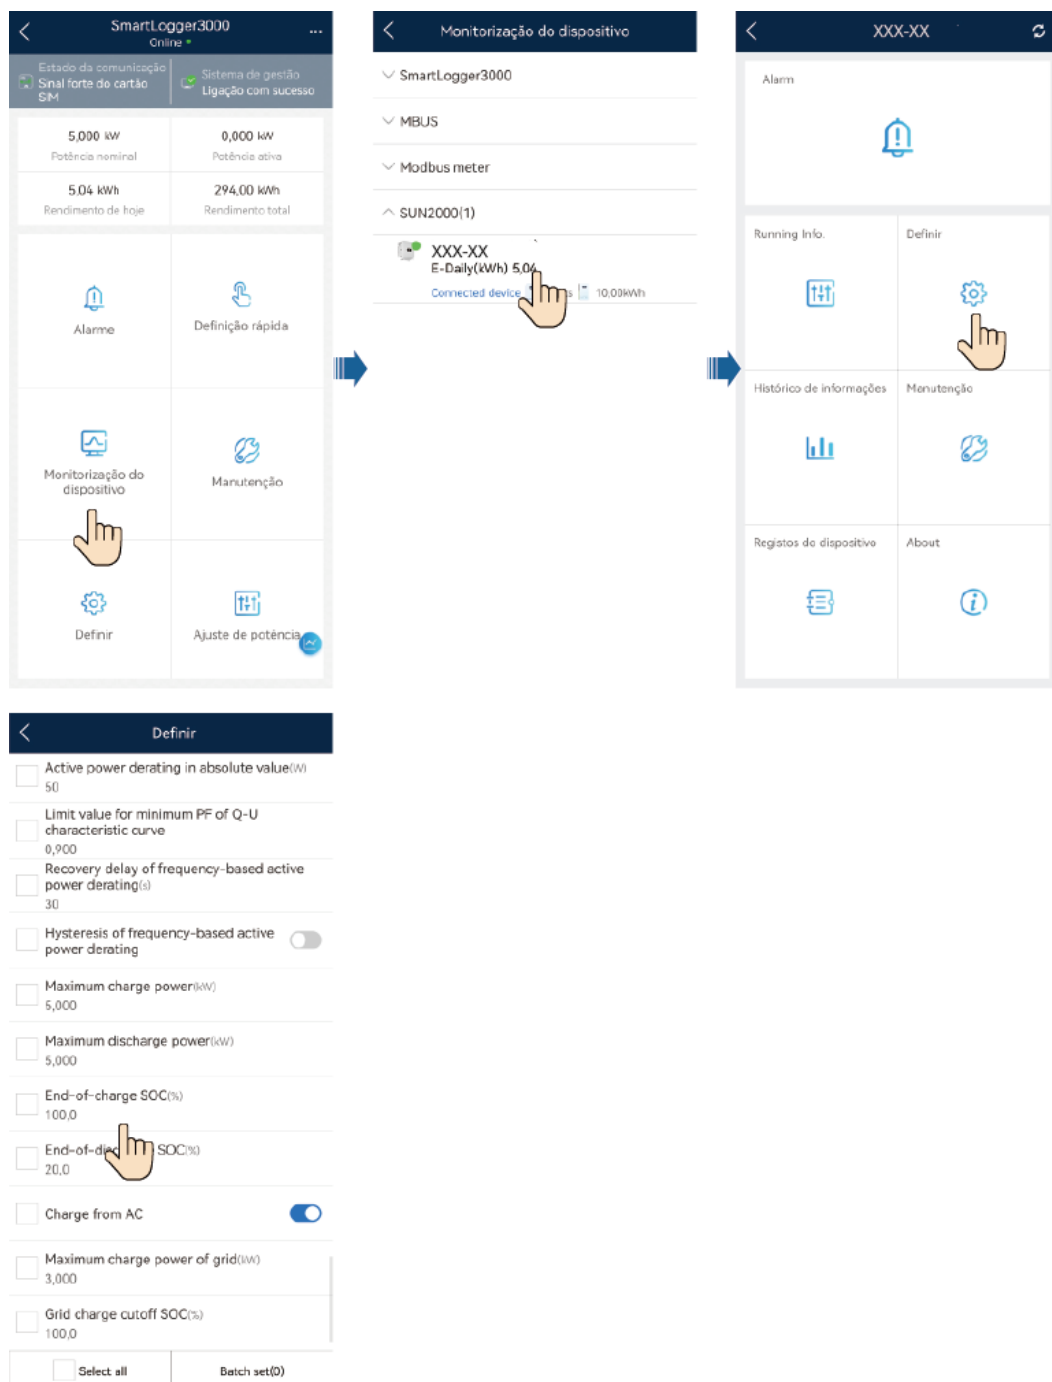 SmartLogger3000
Online
...
Estado da comunicação
Sinal forte do cartão
SIM
Sistema de gestão
Ligação com sucesso
5,000 kW
Potência nominal
0,000 kW
Potência ativa
5,04 kWh
Rendimento de hoje
294,00 kWh
Rendimento total
Alarme
Definição rápida
Monitorização do
dispositivo
Manutenção
Definir
Ajuste de potência
Monitorização do dispositivo
SmartLogger3000
MBUS
Modbus meter
SUN2000(1)
XXX-XX
E-Daily(kWh) 5,04
Connected device
s
10,00kWh
XXX-XX
Alarm
Running Info.
Definir
Histórico de informações
Manutenção
Registos do dispositivo
About
Definir
Active power derating in absolute value(W)
50
Limit value for minimum PF of Q-U
characteristic curve
0,900
Recovery delay of frequency-based active
power derating(s)
30
Hysteresis of frequency-based active
power derating
Maximum charge power(kW)
5,000
Maximum discharge power(kW)
5,000
End-of-charge SOC(%)
100,0
End-of-dis SOC(%)
20,0
Charge from AC
Maximum charge power of grid(kW)
3,000
Grid charge cutoff SOC(%)
100,0
Select all
Batch set(0)